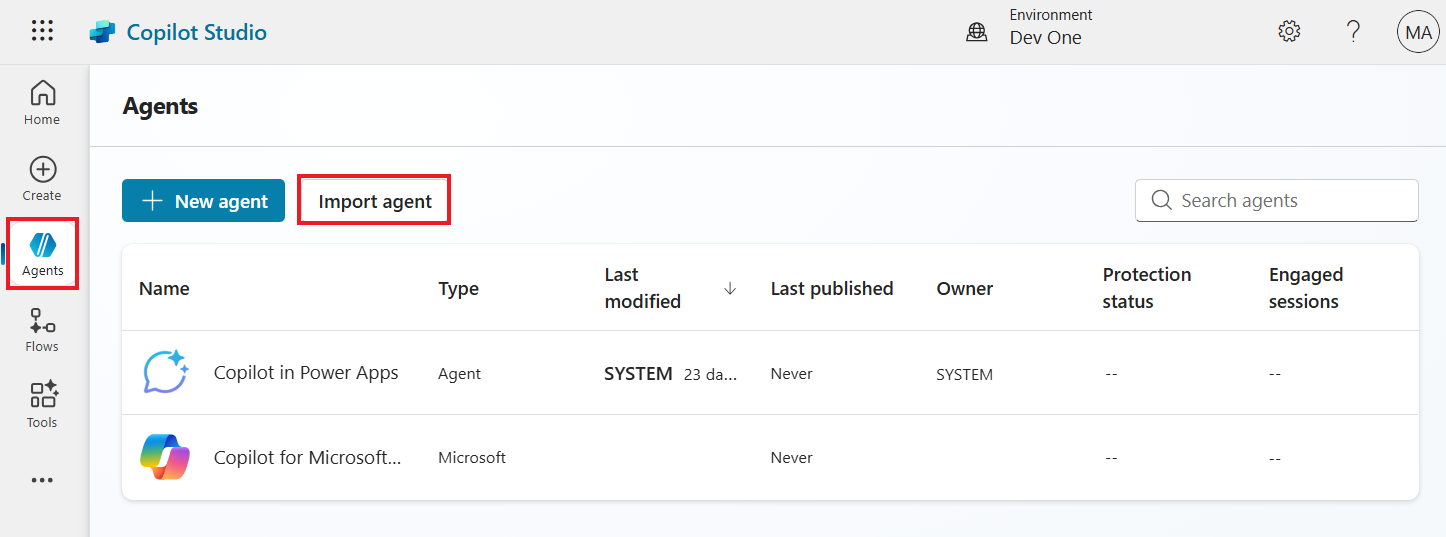 Copilot Studio
Environment
Dev One
MA
Home
Create
Agents
Flows
Tools
Agents
New agent
Import agent
Search agents
Name
Type
Last modified
Last published
Owner
Protection status
Engaged sessions
Copilot in Power Apps
Agent
SYSTEM 23 da...
Never
SYSTEM
--
--
Copilot for Microsoft...
Microsoft
Never
--
--